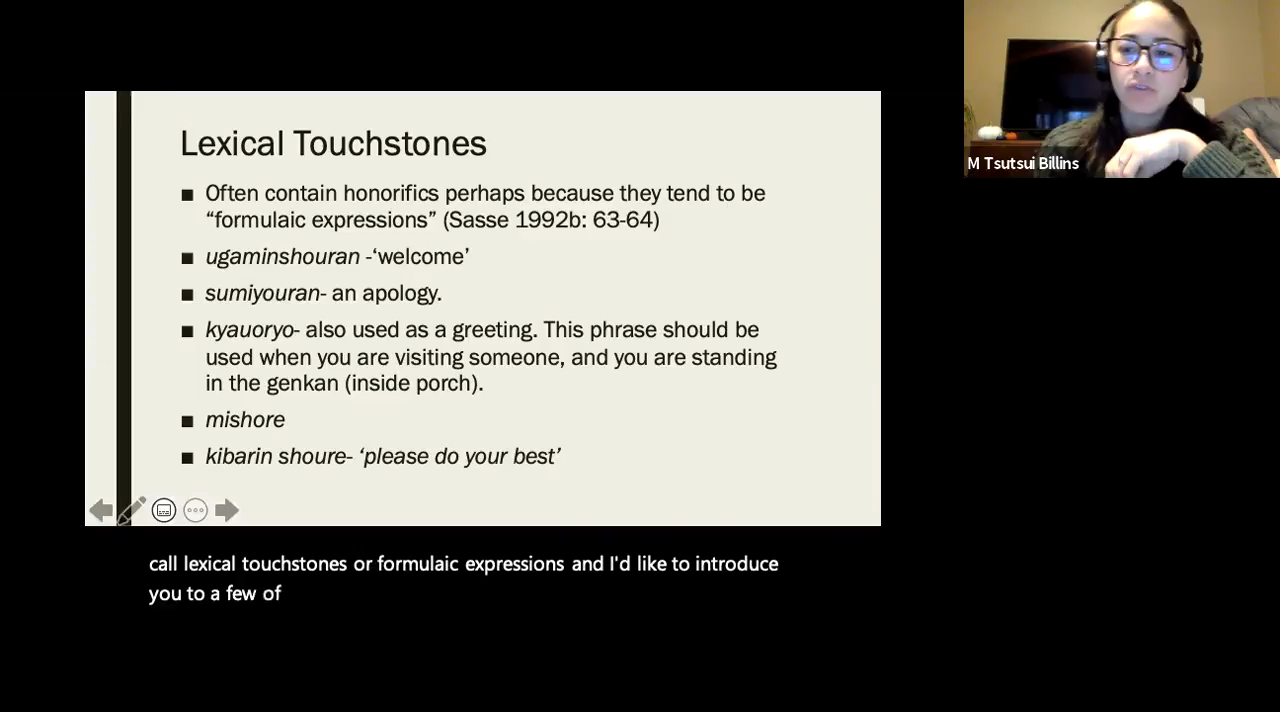 M Tsutsui Billins
Lexical Touchstones
■ Often contain honorifics perhaps because they tend to be
“formulaic expressions” (Sasse 1992b: 63-64)
■ ugaminshouran -‘welcome’
■ sumiyouran- an apology.
■ kyauoryo- also used as a greeting. This phrase should be
used when you are visiting someone, and you are standing
in the genkan (inside porch).
■ mishore
■ kibarin shoure- ‘please do your best’
call lexical touchstones or formulaic expressions and I'd like to introduce
you to a few of